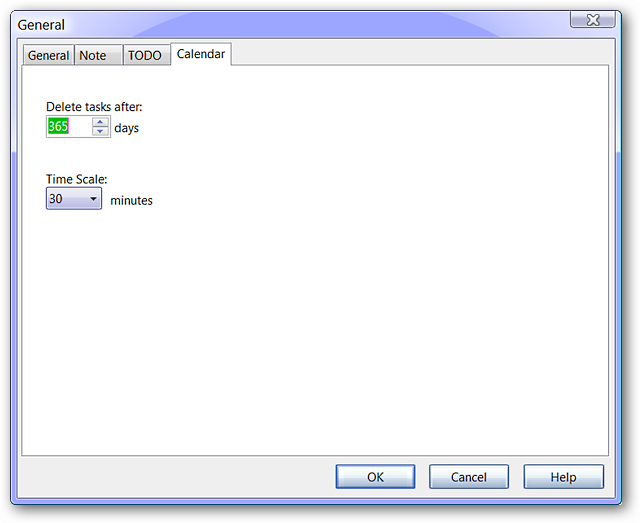 General
General Note TODO Calendar
Delete tasks after:
365 days
Time Scale:
30 minutes
OK Cancel Help